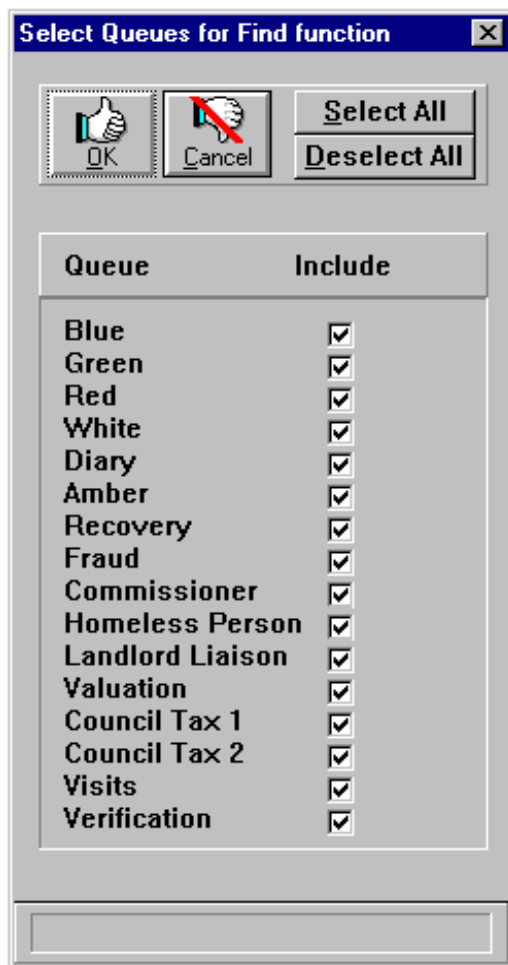 Select Queues for Find function
OK
Cancel
Select All
Deselect All
Queue Include
Blue
Green
Red
White
Diary
Amber
Recovery
Fraud
Commissioner
Homeless Person
Landlord Liaison
Valuation
Council Tax 1
Council Tax 2
Visits
Verification